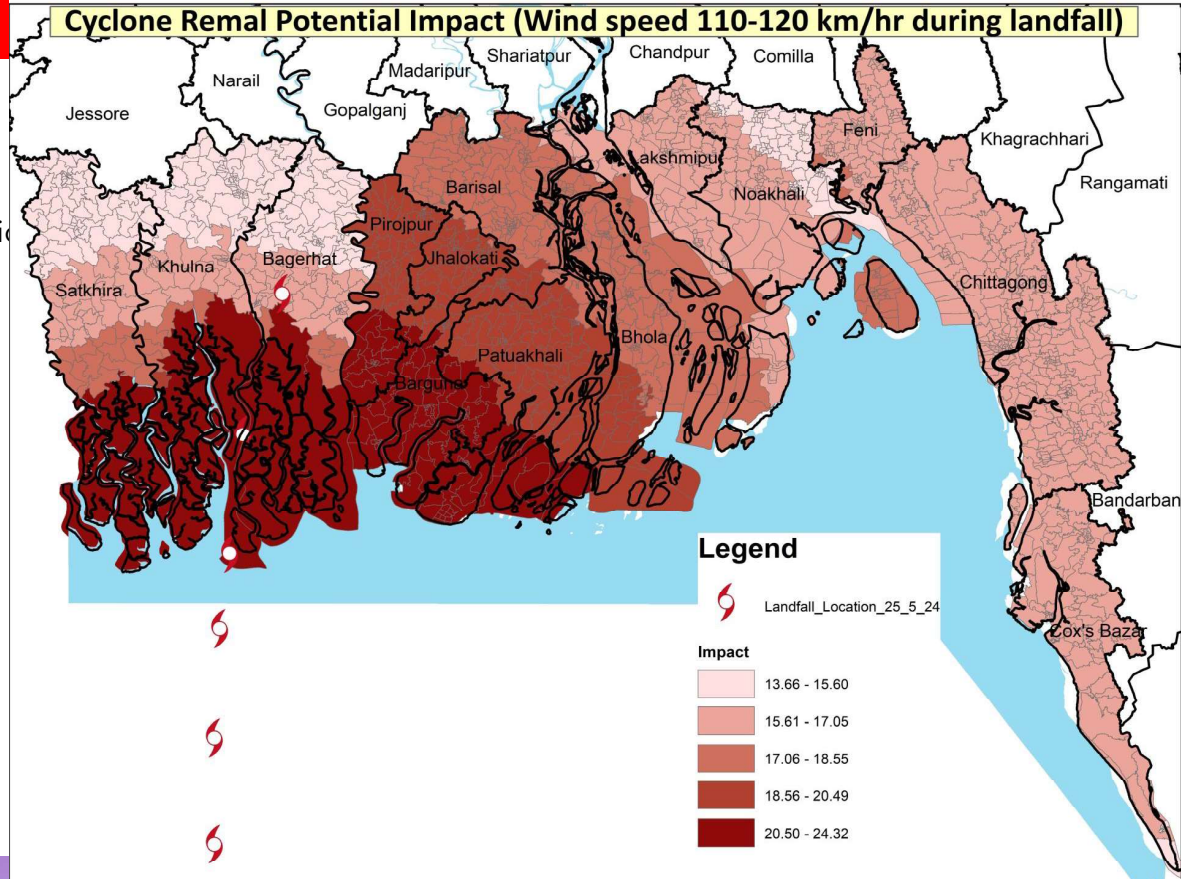 Cyclone Remal Potential Impact (Wind speed 110-120 km/hr during landfall)
Shariatpur
Chandpur
Comilla
Narail
Madaripur
Gopalganj
Jessore
Feni
Khagrachhari
Lakshmipu
Rangamati
Barisal
Noakhali
Pirojpur
Khulna
Bagerhat
Jhalokati
Satkhira
Chittagong
Bhola
Patuakhali
Barguna
Bandarban
Legend
Landfall_Location_25_5_24
Cox's Bazar
Impact
13.66 - 15.60
15.61 - 17.05
17.06 - 18.55
18.56 - 20.49
20.50 - 24.32